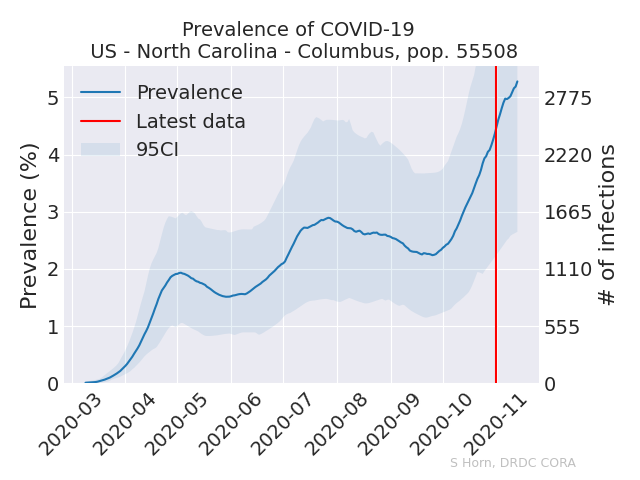 Prevalence of COVID-19
US - North Carolina - Columbus, pop. 55508
Prevalence
Latest data
95CI
Prevalence (%)
5
4
3
2
1
0
2775
2220
1665
1110
555
0
# of infections
2020-03
2020-04
2020-05
2020-06
2020-07
2020-08
2020-09
2020-10
2020-11
S Horn, DRDC CORA